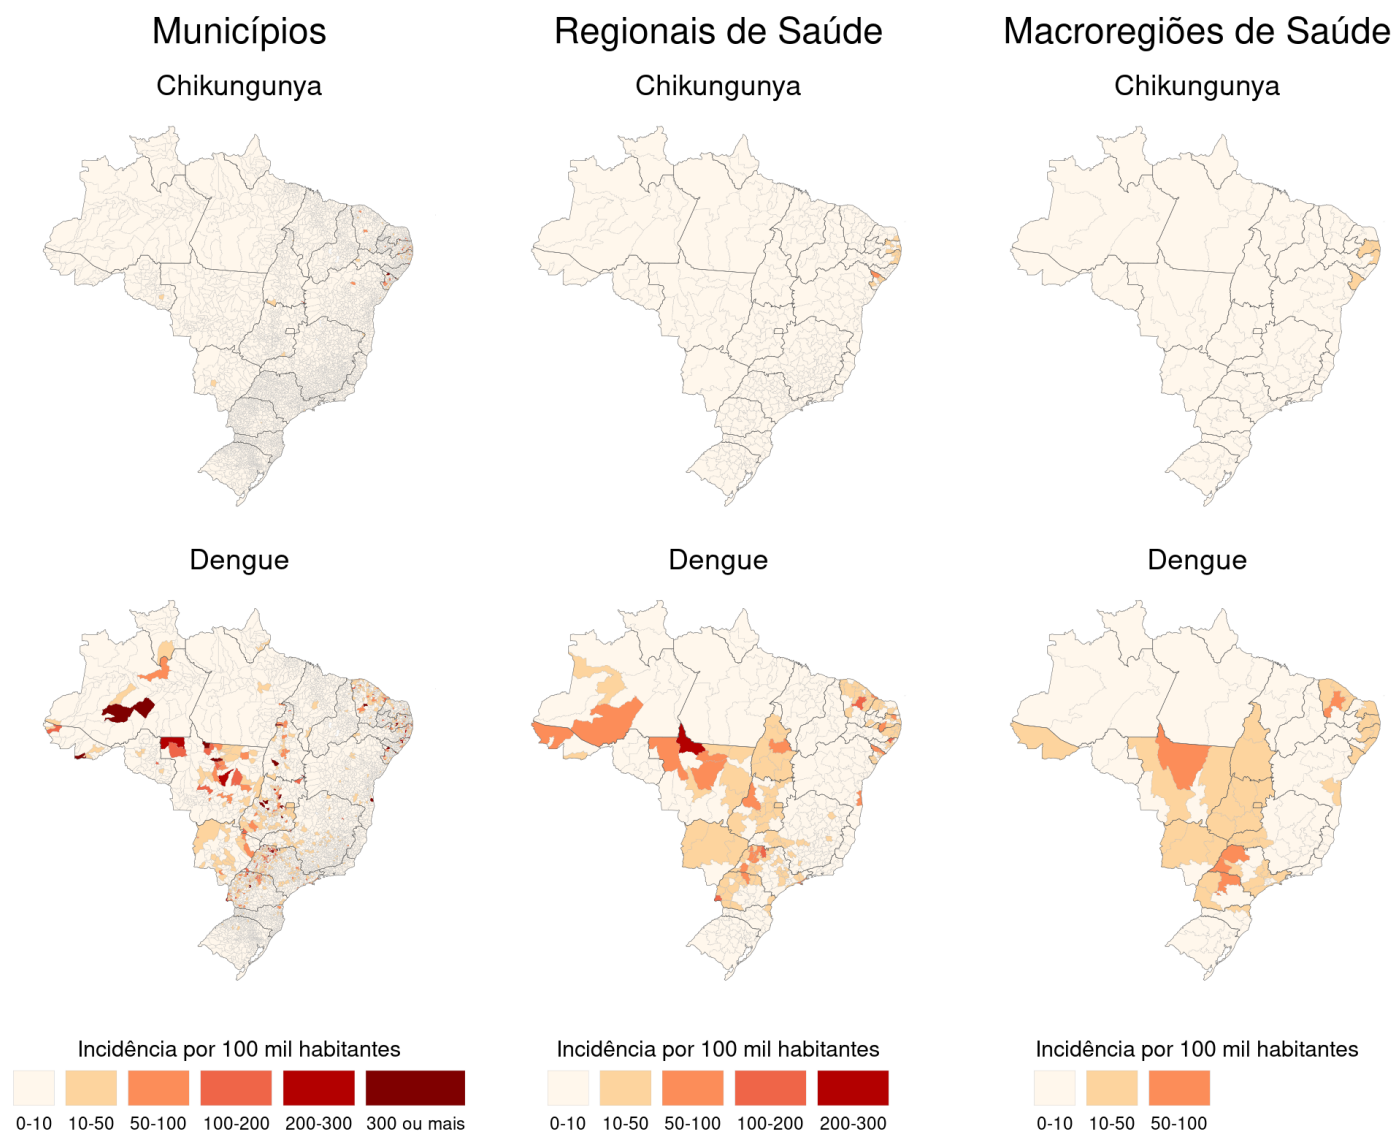 Municípios
Regionais de Saúde
Macroregiões de Saúde
Chikungunya
Chikungunya
Chikungunya
Dengue
Dengue
Dengue
Incidência por 100 mil habitantes
Incidência por 100 mil habitantes
Incidência por 100 mil habitantes
0-10 10-50 50-100 100-200 200-300 300 ou mais
0-10 10-50 50-100 100-200 200-300
0-10 10-50 50-100